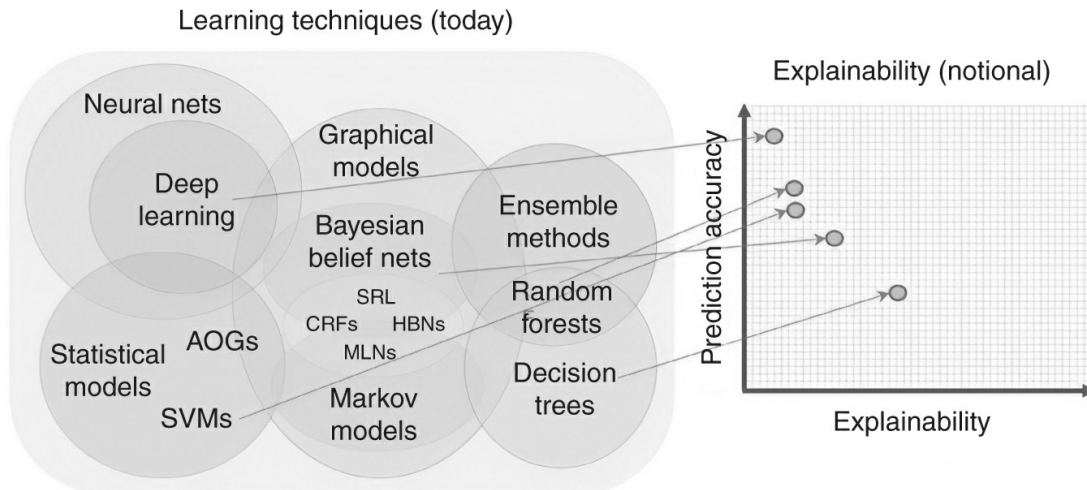 Learning techniques (today)
Neural nets
Deep
learning
Graphical
models
Bayesian
belief nets
SRL
CRFs HBNs
MLNs
Markov
models
Ensemble
methods
Random
forests
Decision
trees
Statistical
models
AOGs
SVMs
Explainability (notional)
Prediction accuracy
Explainability